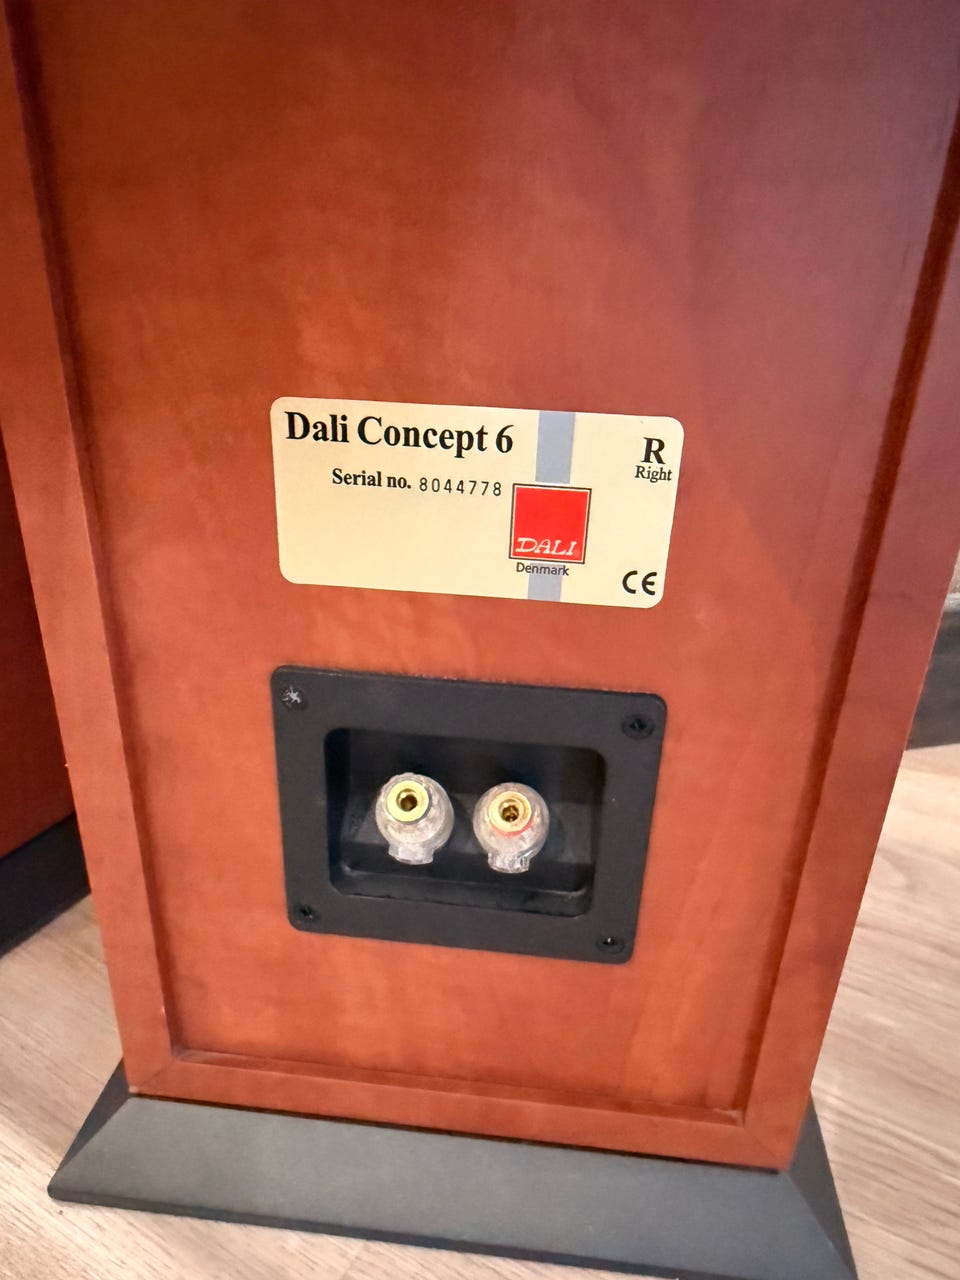 Dali Concept 6
Serial no. 8044778
R
Right
DALI
Denmark
CE